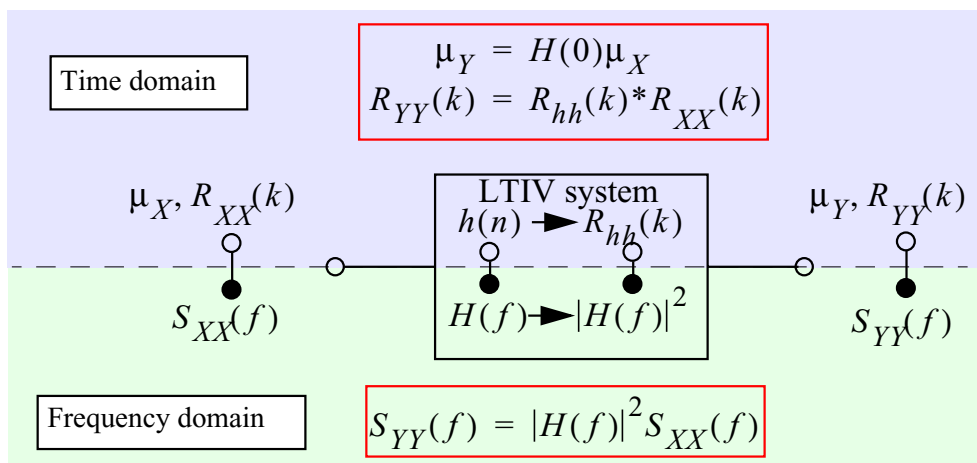 μ_Y = H(0)μ_X
Time domain
R_YY(k) = R_hh(k)*R_XX(k)
LTIV system
μ_X, R_XX(k)
h(n) R_hh(k)
μ_Y, R_YY(k)
S_XX(f)
H(f) |H(f)|^2
S_YY(f)
Frequency domain
S_YY(f) = |H(f)|^2 S_XX(f)